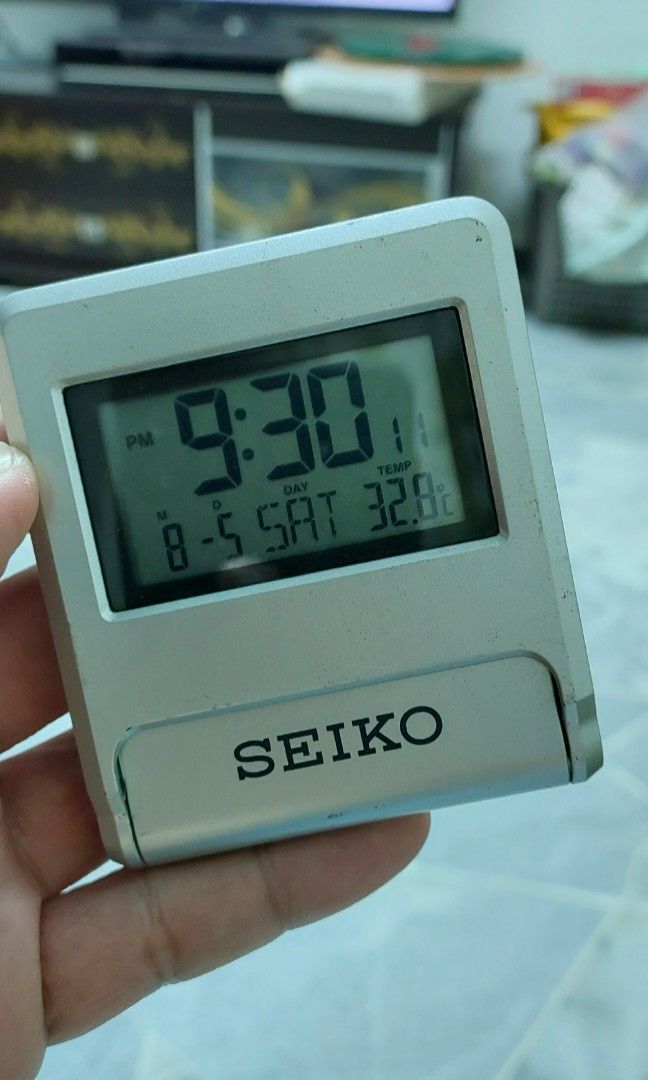 PM 9:30 11
M D DAY TEMP
8-5 SAT 32.8°C
SEIKO